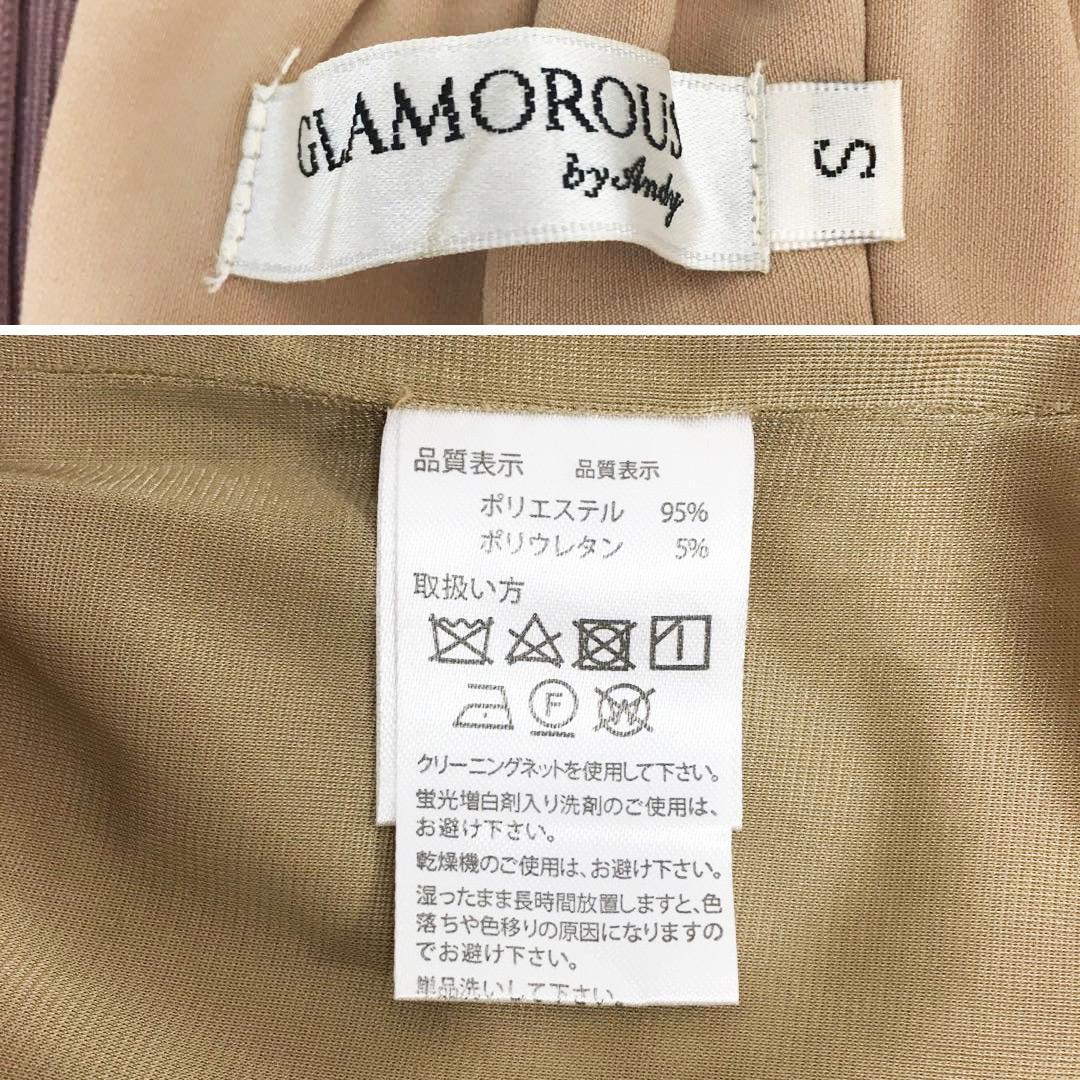 GLAMOROUS
by Andy
S
品質表示 品質表示
ポリエステル 95%
ポリウレタン 5%
取扱い方
F
W
クリーニングネットを使用して下さい。
蛍光増白剤入り洗剤のご使用は、
お避け下さい。
乾燥機のご使用は、お避け下さい。
湿ったまま長時間放置しますと、色
落ちや色移りの原因になりますの
でお避け下さい。
単品洗いして下さい。